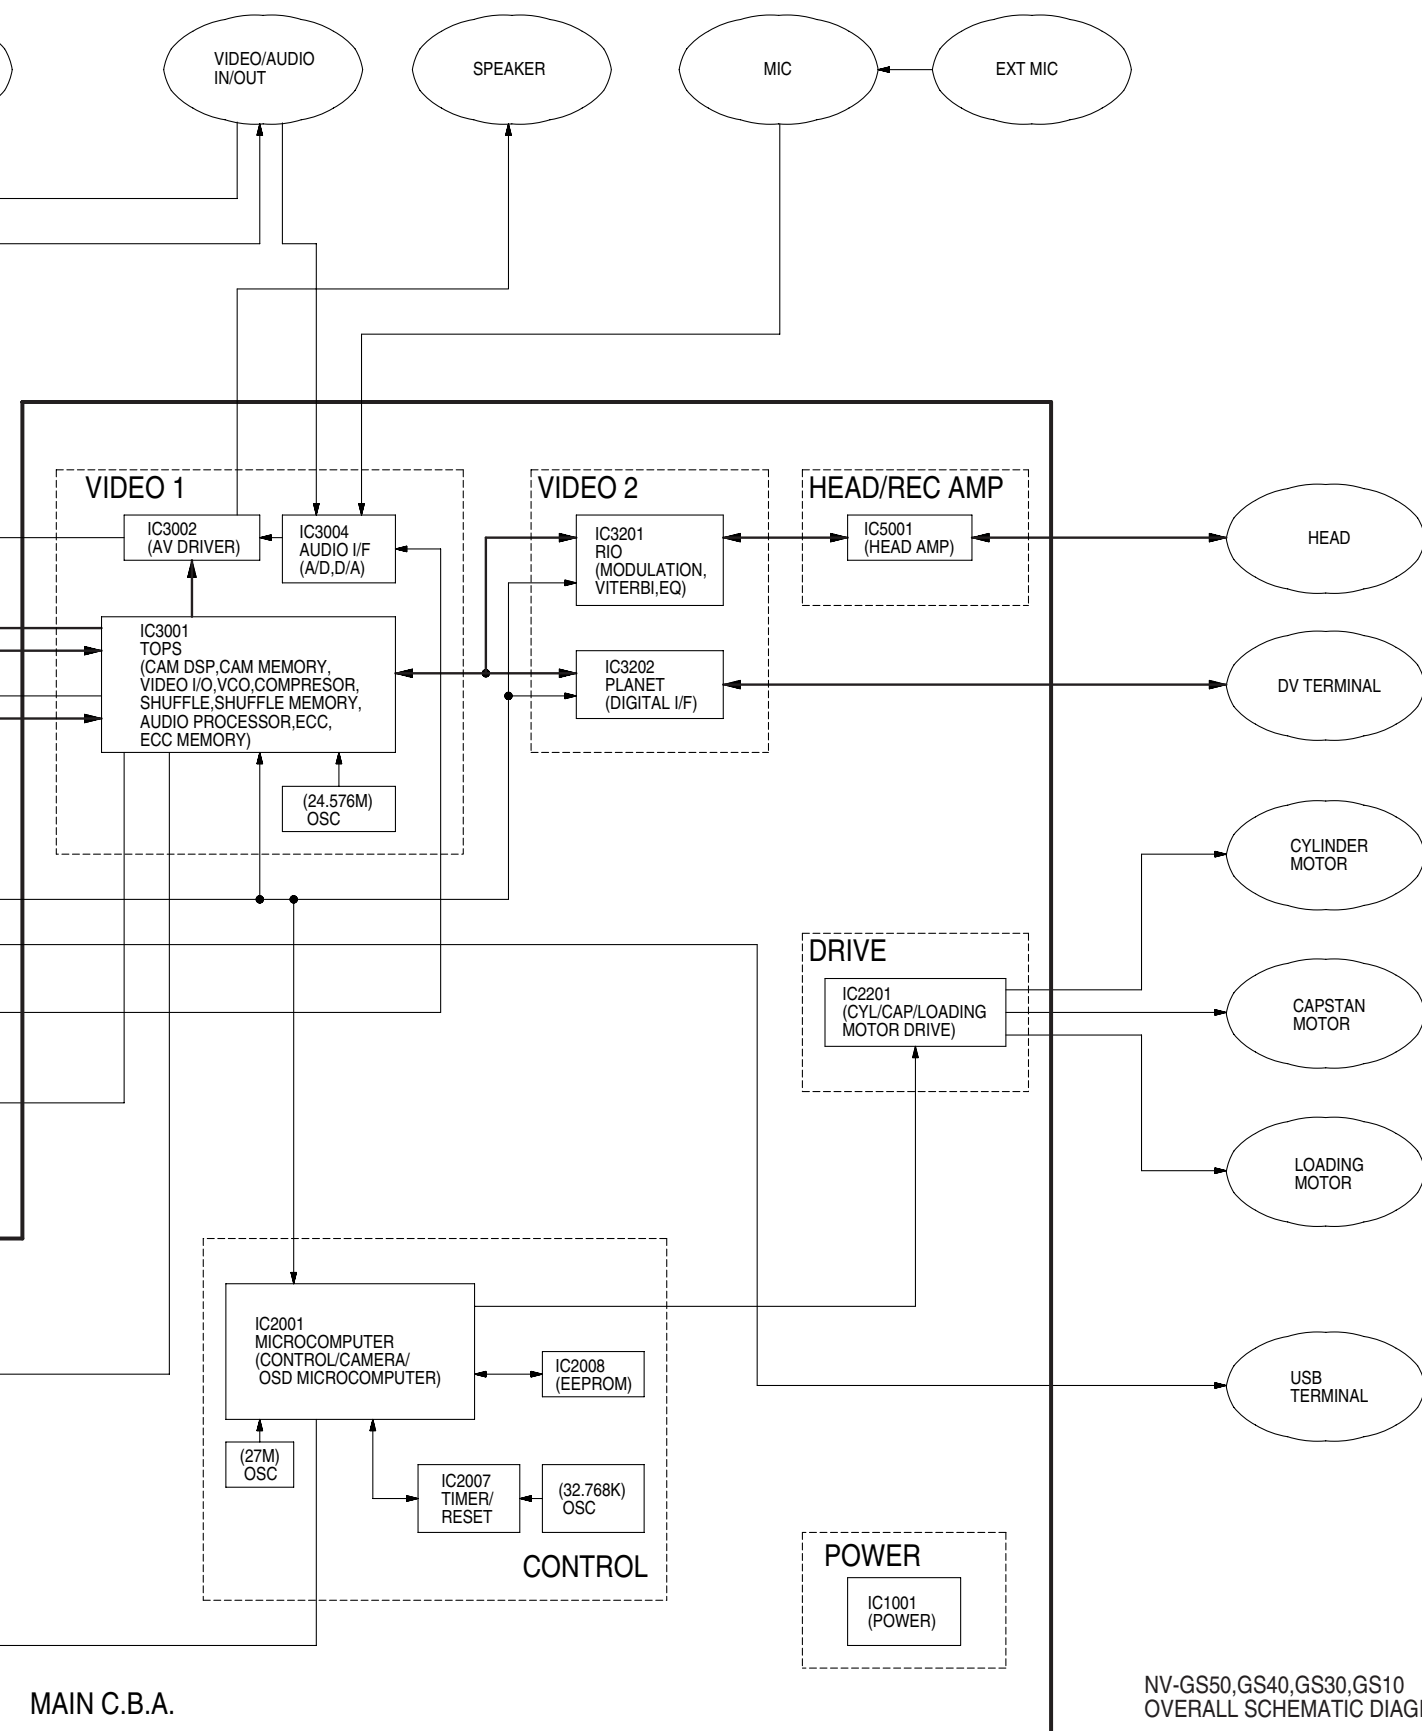 VIDEO/AUDIO
IN/OUT
SPEAKER
MIC
EXT MIC
VIDEO 1
IC3002
(AV DRIVER)
IC3004
AUDIO I/F
(A/D,D/A)
IC3001
TOPS
(CAM DSP,CAM MEMORY,
VIDEO I/O,VCO,COMPRESOR,
SHUFFLE,SHUFFLE MEMORY,
AUDIO PROCESSOR,ECC,
ECC MEMORY)
(24.576M)
OSC
VIDEO 2
IC3201
RIO
(MODULATION,
VITERBI,EQ)
IC3202
PLANET
(DIGITAL I/F)
HEAD/REC AMP
IC5001
(HEAD AMP)
HEAD
DV TERMINAL
CYLINDER
MOTOR
DRIVE
IC2201
(CYL/CAP/LOADING
MOTOR DRIVE)
CAPSTAN
MOTOR
LOADING
MOTOR
IC2001
MICROCOMPUTER
(CONTROL/CAMERA/
OSD MICROCOMPUTER)
IC2008
(EEPROM)
(27M)
OSC
IC2007
TIMER/
RESET
(32.768K)
OSC
CONTROL
USB
TERMINAL
POWER
IC1001
(POWER)
MAIN C.B.A.
NV-GS50,GS40,GS30,GS10
OVERALL SCHEMATIC